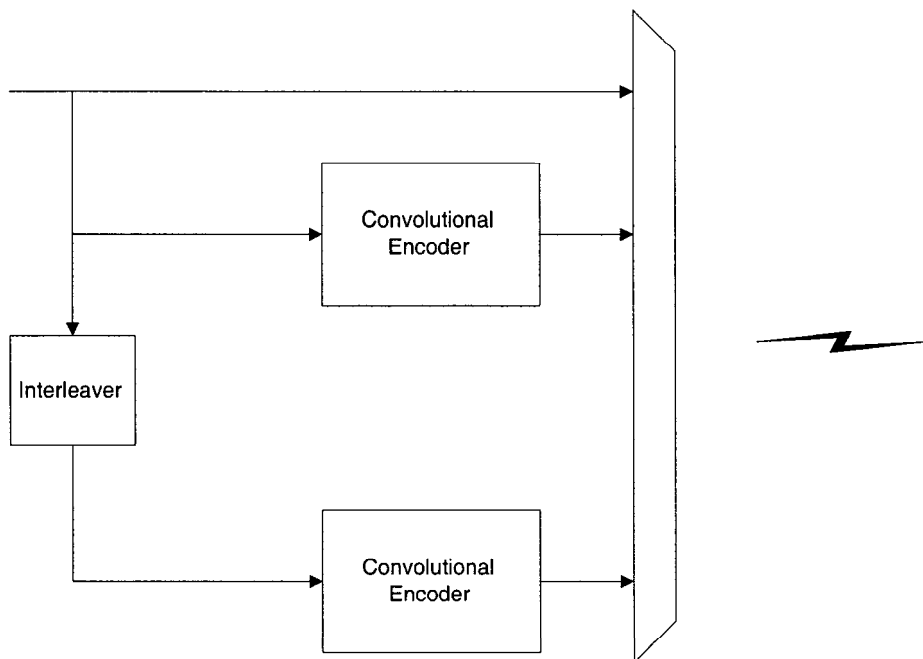 Convolutional
Encoder
Interleaver
Convolutional
Encoder